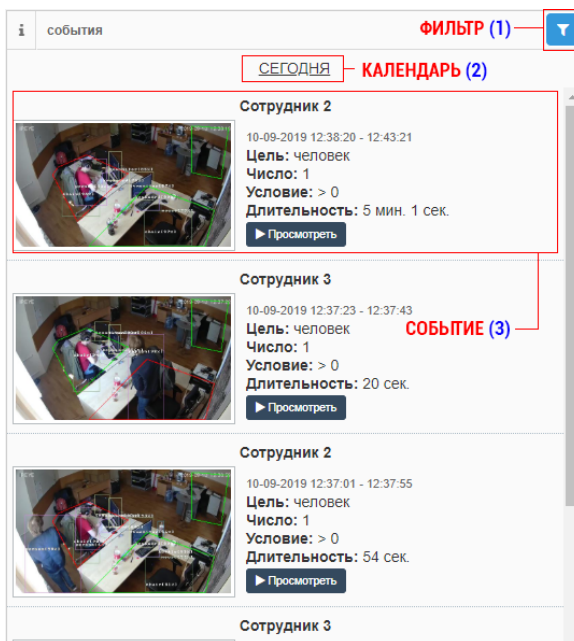 i события
ФИЛЬТР (1)
СЕГОДНЯ
КАЛЕНДАРЬ (2)
Сотрудник 2
10-09-2019 12:38:20 - 12:43:21
Цель: человек
Число: 1
Условие: > 0
Длительность: 5 мин. 1 сек.
Просмотреть
Сотрудник 3
10-09-2019 12:37:23 - 12:37:43
Цель: человек
СОБЫТИЕ (3)
Число: 1
Условие: > 0
Длительность: 20 сек.
Просмотреть
Сотрудник 2
10-09-2019 12:37:01 - 12:37:55
Цель: человек
Число: 1
Условие: > 0
Длительность: 54 сек.
Просмотреть
Сотрудник 3